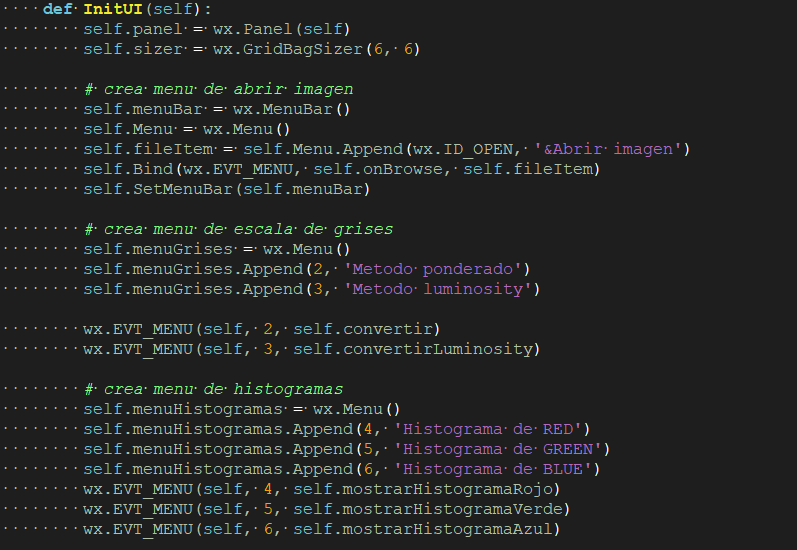 def InitUI(self):
self.panel = wx.Panel(self)
self.sizer = wx.GridBagSizer(6, 6)
# crea menu de abrir imagen
self.menuBar = wx.MenuBar()
self.Menu = wx.Menu()
self.fileItem = self.Menu.Append(wx.ID_OPEN, '&Abrir imagen')
self.Bind(wx.EVT_MENU, self.onBrowse, self.fileItem)
self.SetMenuBar(self.menuBar)
# crea menu de escala de grises
self.menuGrises = wx.Menu()
self.menuGrises.Append(2, 'Metodo ponderado')
self.menuGrises.Append(3, 'Metodo luminosity')
wx.EVT_MENU(self, 2, self.convertir)
wx.EVT_MENU(self, 3, self.convertirLuminosity)
# crea menu de histogramas
self.menuHistogramas = wx.Menu()
self.menuHistogramas.Append(4, 'Histograma de RED')
self.menuHistogramas.Append(5, 'Histograma de GREEN')
self.menuHistogramas.Append(6, 'Histograma de BLUE')
wx.EVT_MENU(self, 4, self.mostrarHistogramaRojo)
wx.EVT_MENU(self, 5, self.mostrarHistogramaVerde)
wx.EVT_MENU(self, 6, self.mostrarHistogramaAzul)